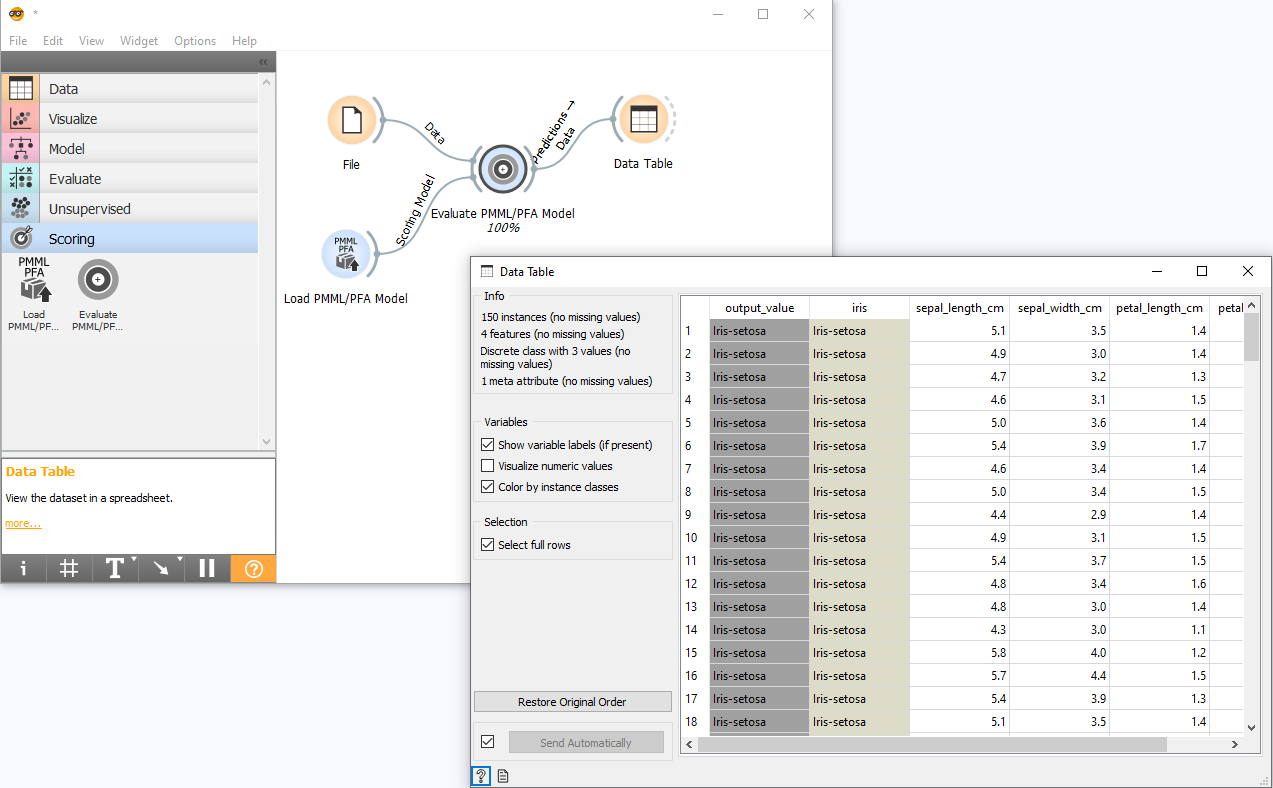 *
File Edit View Widget Options Help
«
Data
Visualize
Model
Evaluate
Unsupervised
Scoring
PMML
PFA
Load
PMML/PF...
Evaluate
PMML/PF...
Data Table
View the dataset in a spreadsheet.
more...
File
Data
PMML
PFA
Load PMML/PFA Model
Scoring Model
Evaluate PMML/PFA Model
100%
Predictions →
Data
Data Table
Data Table
Info
150 instances (no missing values)
4 features (no missing values)
Discrete class with 3 values (no
missing values)
1 meta attribute (no missing values)
Variables
Show variable labels (if present)
Visualize numeric values
Color by instance classes
Selection
Select full rows
Restore Original Order
Send Automatically
output_value iris sepal_length_cm sepal_width_cm petal_length_cm petal
1 Iris-setosa Iris-setosa 5.1 3.5 1.4
2 Iris-setosa Iris-setosa 4.9 3.0 1.4
3 Iris-setosa Iris-setosa 4.7 3.2 1.3
4 Iris-setosa Iris-setosa 4.6 3.1 1.5
5 Iris-setosa Iris-setosa 5.0 3.6 1.4
6 Iris-setosa Iris-setosa 5.4 3.9 1.7
7 Iris-setosa Iris-setosa 4.6 3.4 1.4
8 Iris-setosa Iris-setosa 5.0 3.4 1.5
9 Iris-setosa Iris-setosa 4.4 2.9 1.4
10 Iris-setosa Iris-setosa 4.9 3.1 1.5
11 Iris-setosa Iris-setosa 5.4 3.7 1.5
12 Iris-setosa Iris-setosa 4.8 3.4 1.6
13 Iris-setosa Iris-setosa 4.8 3.0 1.4
14 Iris-setosa Iris-setosa 4.3 3.0 1.1
15 Iris-setosa Iris-setosa 5.8 4.0 1.2
16 Iris-setosa Iris-setosa 5.7 4.4 1.5
17 Iris-setosa Iris-setosa 5.4 3.9 1.3
18 Iris-setosa Iris-setosa 5.1 3.5 1.4